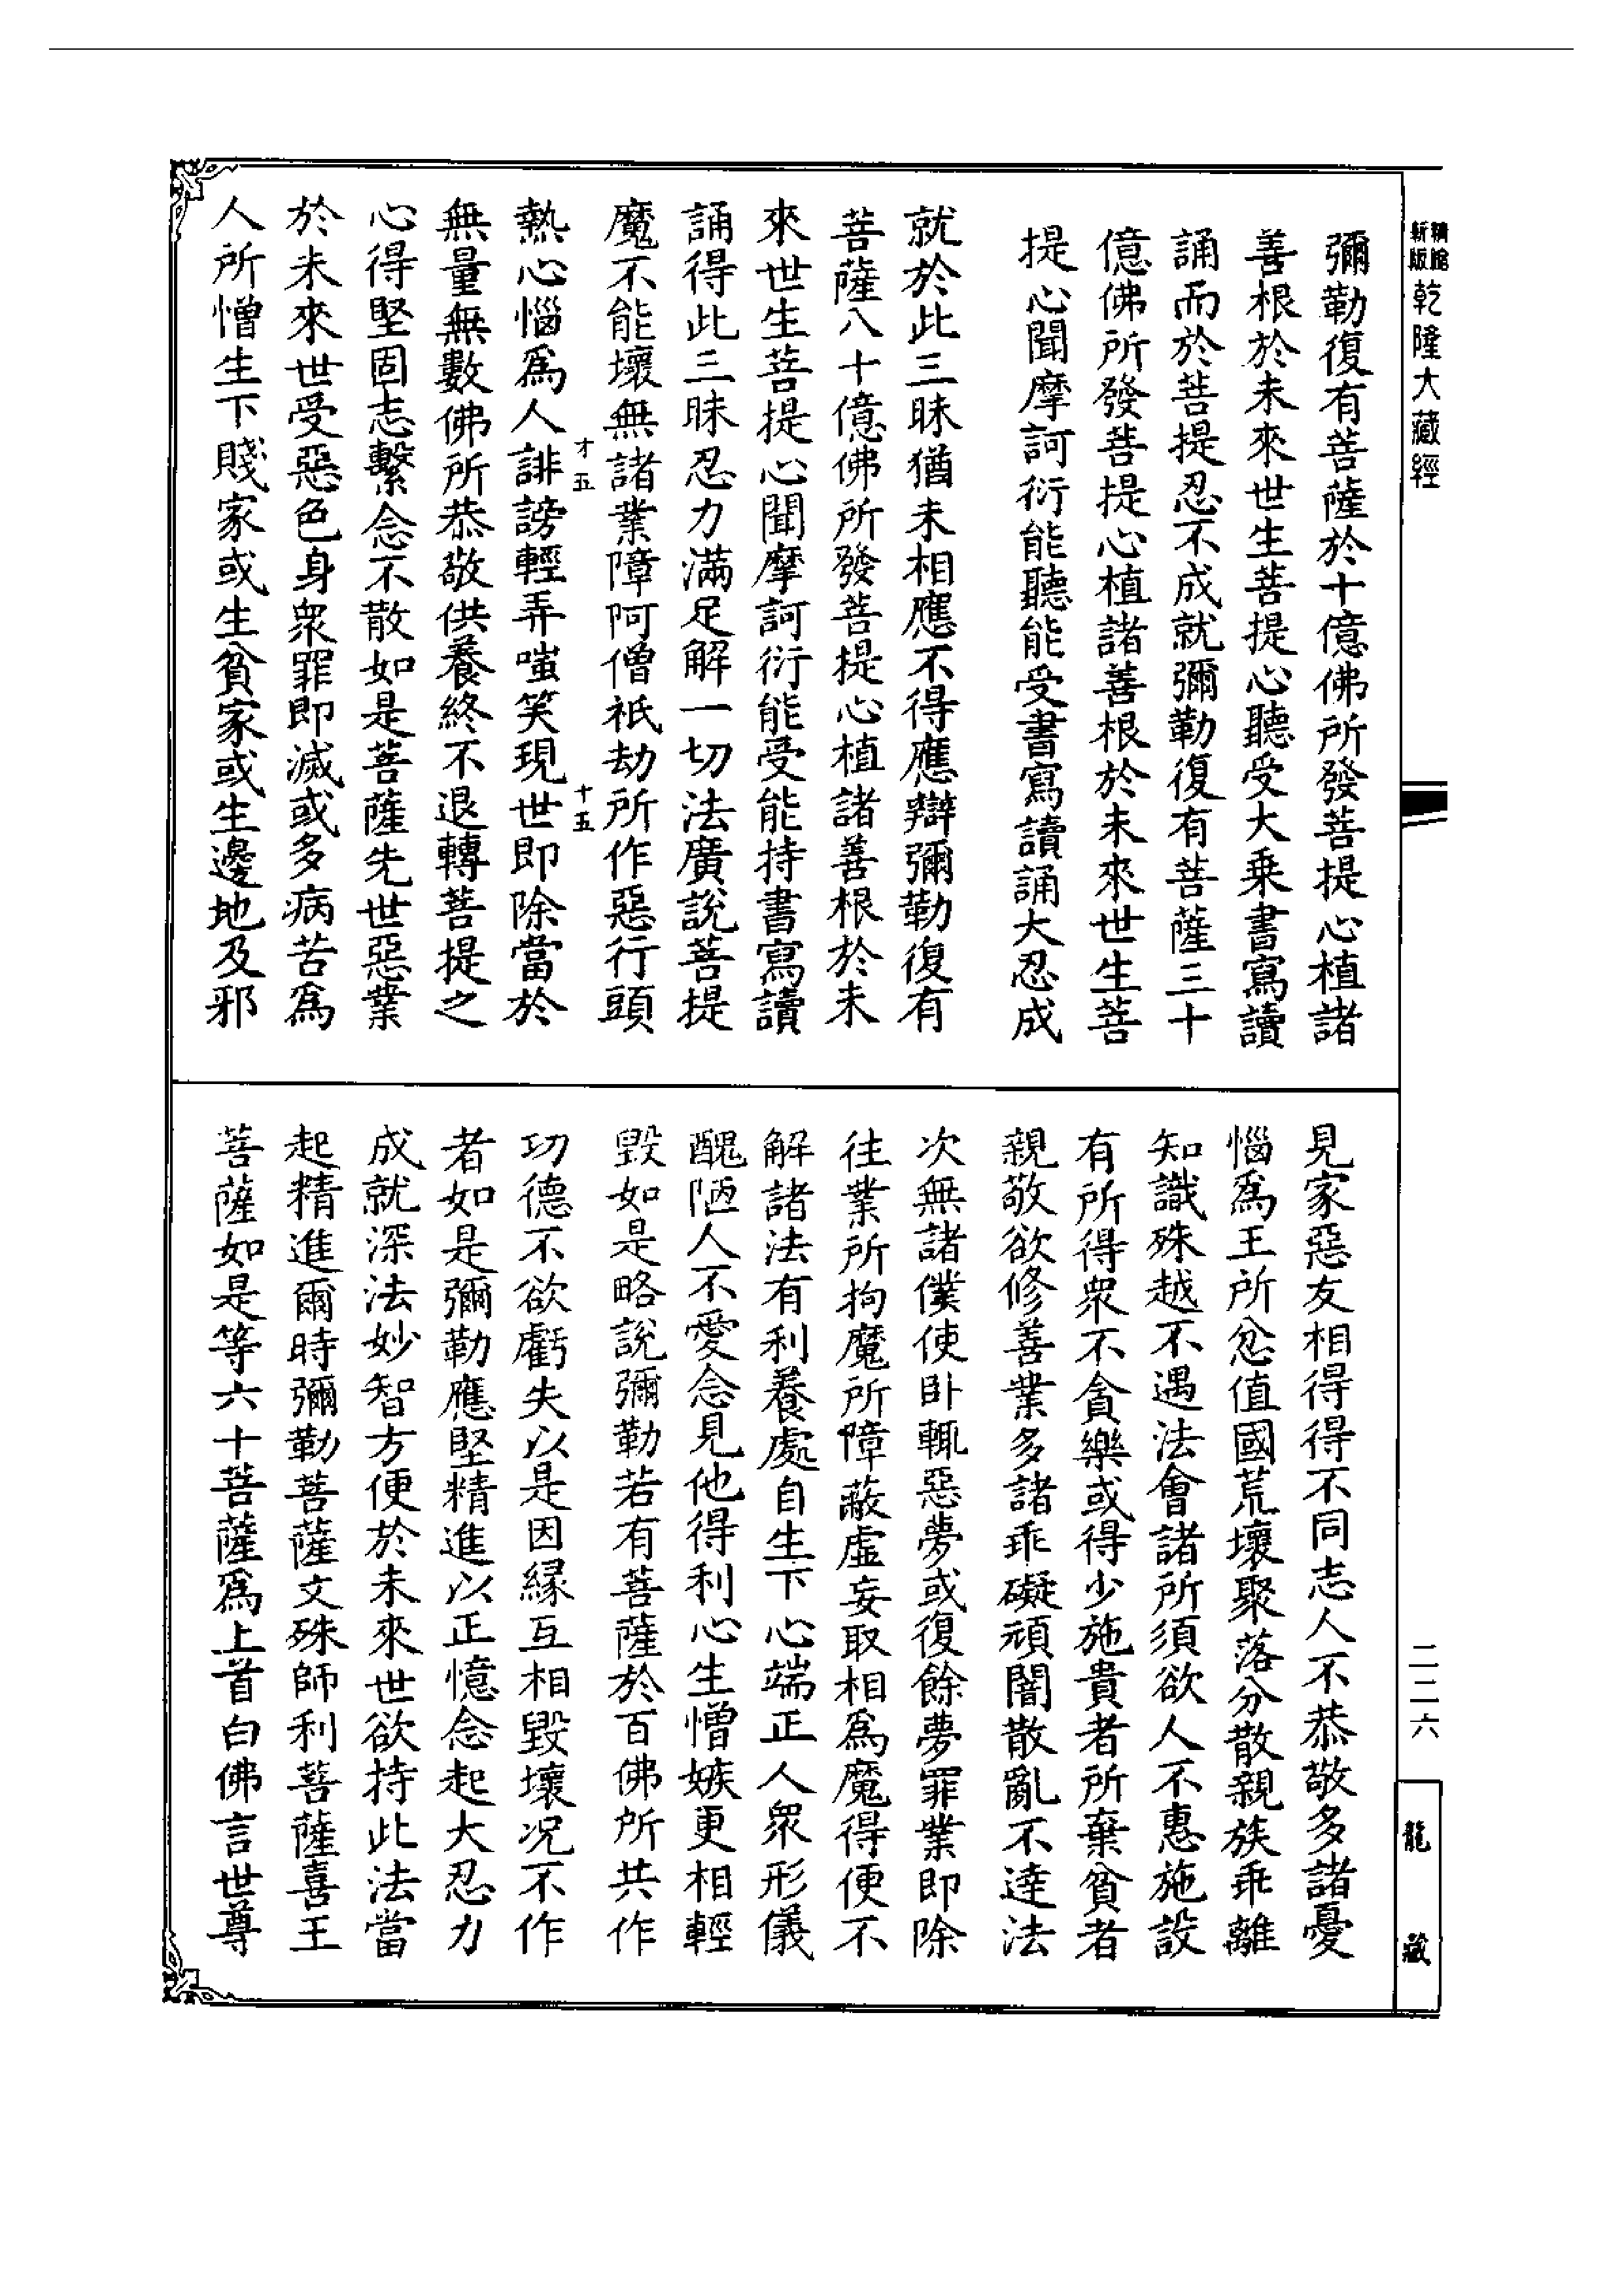 精縮新版乾隆大藏經
彌勒復有菩薩於十億佛所發菩提心植諸
善根於未來世生菩提心聽受大乗書寫讀
誦而於菩提忍不成就彌勒復有菩薩三十
億佛所發菩提心植諸善根於未來世生菩
提心聞摩訶衍能聽能受書寫讀誦大忍成
就於此三昧猶未相應不得應辯彌勒復有
菩薩八十億佛所發菩提心植諸善根於未
來世生菩提心聞摩訶衍能受能持書寫讀
誦得此三昧忍力滿足解一切法廣說菩提
魔不能壞無諸業障阿僧祇劫所作惡行頭
才五
十五
熱心惱爲人誹謗輕弄嗤笑現世即除當於
無量無數佛所恭敬供養終不退轉菩提之
心得堅固志繫念不散如是菩薩先世惡業
於未來世受惡色身衆罪即滅或多病苦爲
人所憎生下賤家或生貧家或生邊地及邪
見家惡友相得得不同志人不恭敬多諸憂
惱爲王所忿值國荒壞聚落分散親族乖離
知識殊越不遇法會諸所須欲人不惠施設
有所得衆不貪樂或得少施貴者所棄貧者
親敬欲修善業多諸乖礙頑闇散亂不達法
次無諸僕使卧輒惡夢或復餘夢罪業即除
往業所拘魔所障蔽虛妄取相爲魔得便不
解諸法有利養處自生下心端正人衆形儀
醜陋人不愛念見他得利心生憎嫉更相輕
毀如是略說彌勒若有菩薩於百佛所共作
功德不欲虧失以是因緣互相毀壞況不作
者如是彌勒應堅精進以正憶念起大忍力
成就深法妙智方便於未來世欲持此法當
起精進爾時彌勒菩薩文殊師利菩薩喜王
菩薩如是等六十菩薩爲上首白佛言世尊
二二六
龍藏